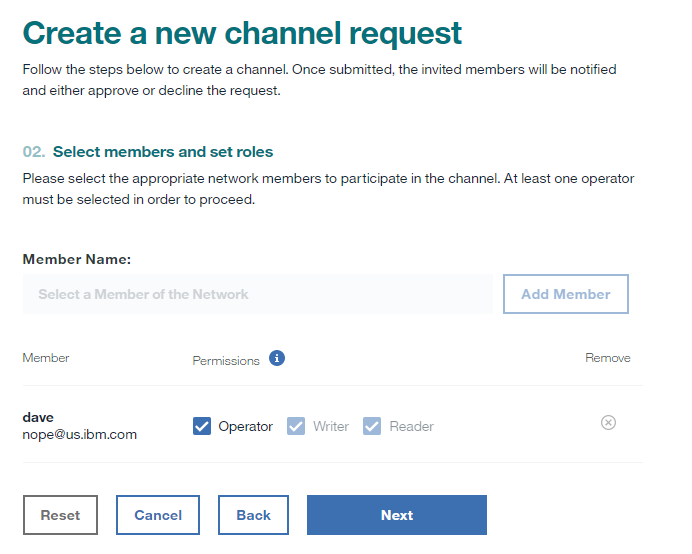 Create a new channel request
Follow the steps below to create a channel. Once submitted, the invited members will be notified
and either approve or decline the request.
02. Select members and set roles
Please select the appropriate network members to participate in the channel. At least one operator
must be selected in order to proceed.
Member Name:
Select a Member of the Network Add Member
Member Permissions i Remove
dave
nope@us.ibm.com
Operator Writer Reader
Reset Cancel Back Next